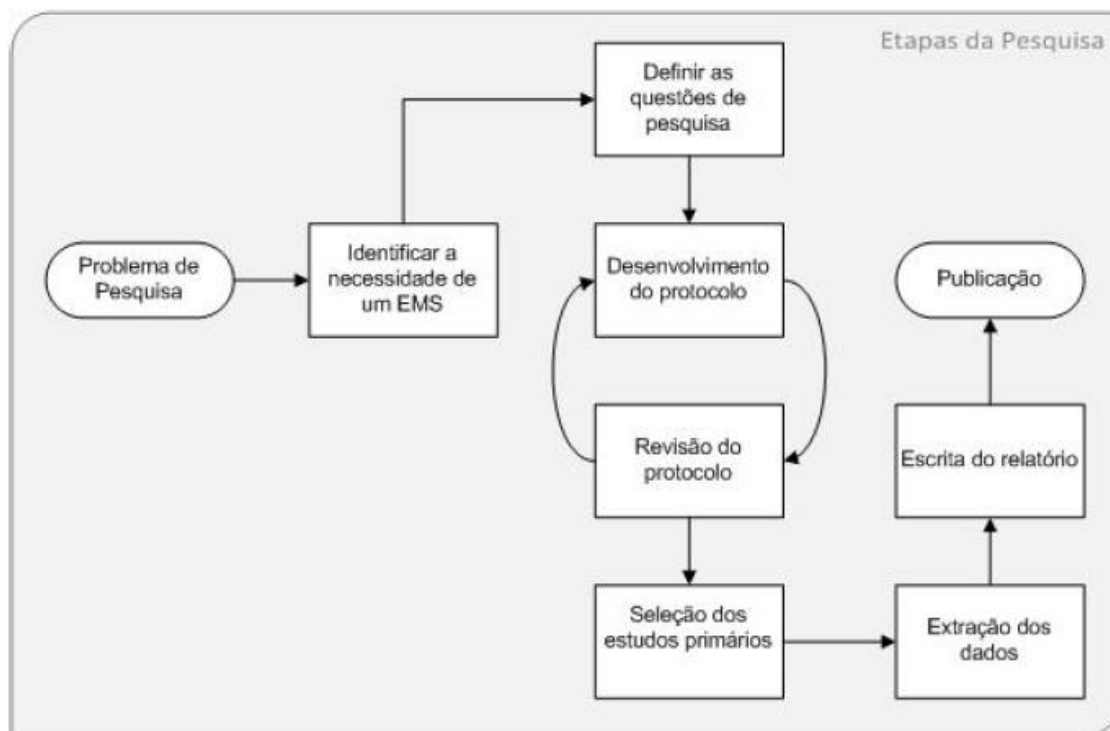 Etapas da Pesquisa
Problema de
Pesquisa
Identificar a
necessidade de
um EMS
Definir as
questões de
pesquisa
Desenvolvimento
do protocolo
Revisão do
protocolo
Seleção dos
estudos primários
Extração dos
dados
Escrita do relatório
Publicação